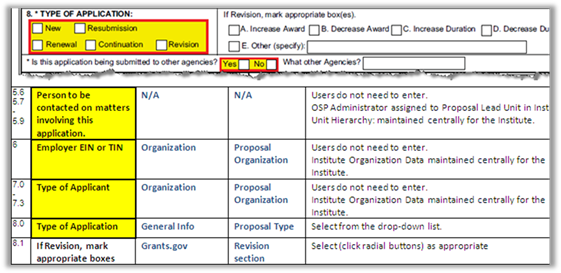 8. * TYPE OF APPLICATION:
If Revision, mark appropriate box(es).
New Resubmission
A. Increase Award B. Decrease Award C. Increase Duration D. Decrease Du
Renewal Continuation Revision
E. Other (specify):
* Is this application being submitted to other agencies? Yes No What other Agencies?
5.6
5.7
-
5.9
Person to be
contacted on matters
involving this
application.
N/A
N/A
Users do not need to enter.
OSP Administrator assigned to Proposal Lead Unit in Inst
Unit Hierarchy: maintained centrally for the Institute.
6
Employer EIN or TIN
Organization
Proposal
Organization
Users do not need to enter.
Institute Organization Data maintained centrally for the
Institute.
7.0
-
7.3
Type of Applicant
Organization
Proposal
Organization
Users do not need to enter.
Institute Organization Data maintained centrally for the
Institute.
8.0
Type of Application
General Info
Proposal Type
Select from the drop-down list.
8.1
If Revision, mark
appropriate boxes
Grants.gov
Revision
section
Select (click radial buttons) as appropriate